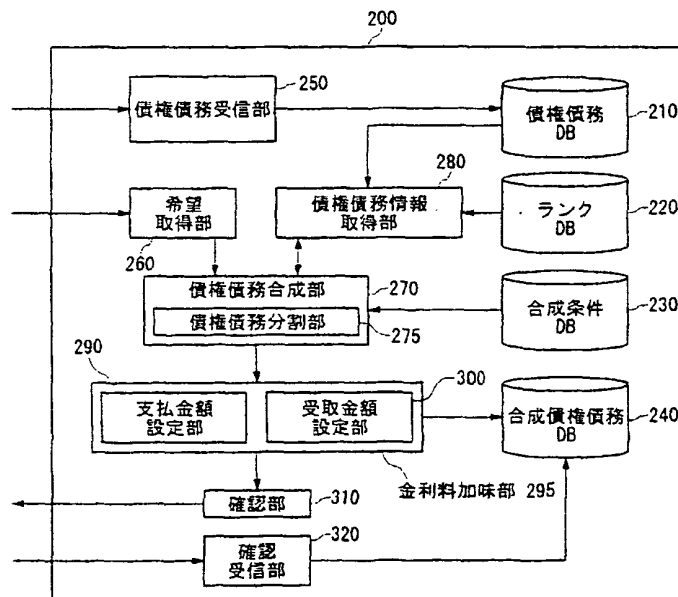 200
250
債権債務受信部
債権債務
DB
210
280
希望
取得部
260
債権債務情報
取得部
ランク
DB
220
270
債権債務合成部
債権債務分割部
275
合成条件
DB
230
290
300
支払金額
設定部
受取金額
設定部
合成債権債務
DB
240
金利料加味部 295
確認部
310
320
確認
受信部